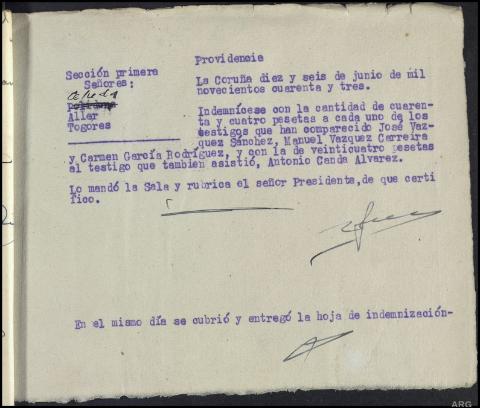 Providencia
Sección primera
Señores:
Aller
Togores
La Coruña diez y seis de junio de mil
novecientos cuarenta y tres.
Indemnícese con la cantidad de cuaren-
ta y cuatro pesetas a cada uno de los
testigos que han comparecido José Vaz-
quez Sánchez, Manuel Vazquez Carreira
y Carmen García Rodríguez, y con la de veinticuatro pesetas
al testigo que tambien asistió, Antonio Canda Alvarez.
Lo mandó la Sala y rubrica el señor Presidente, de que certi
fico.
En el mismo día se cubrió y entregó la hoja de indemnización-
ARG